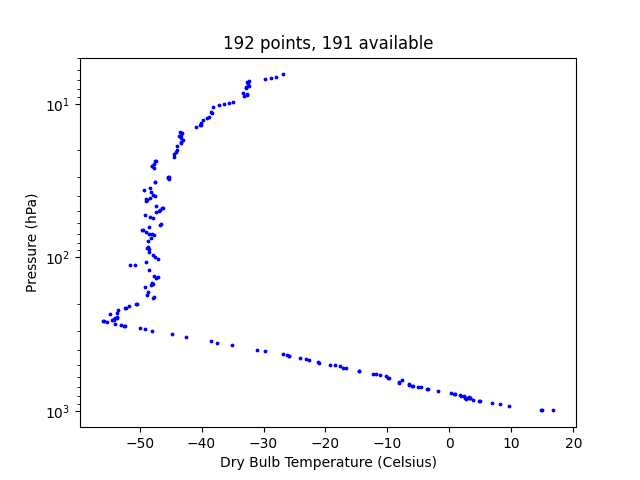 192 points, 191 available
Pressure (hPa)
10¹
10²
10³
−50 −40 −30 −20 −10 0 10 20
Dry Bulb Temperature (Celsius)